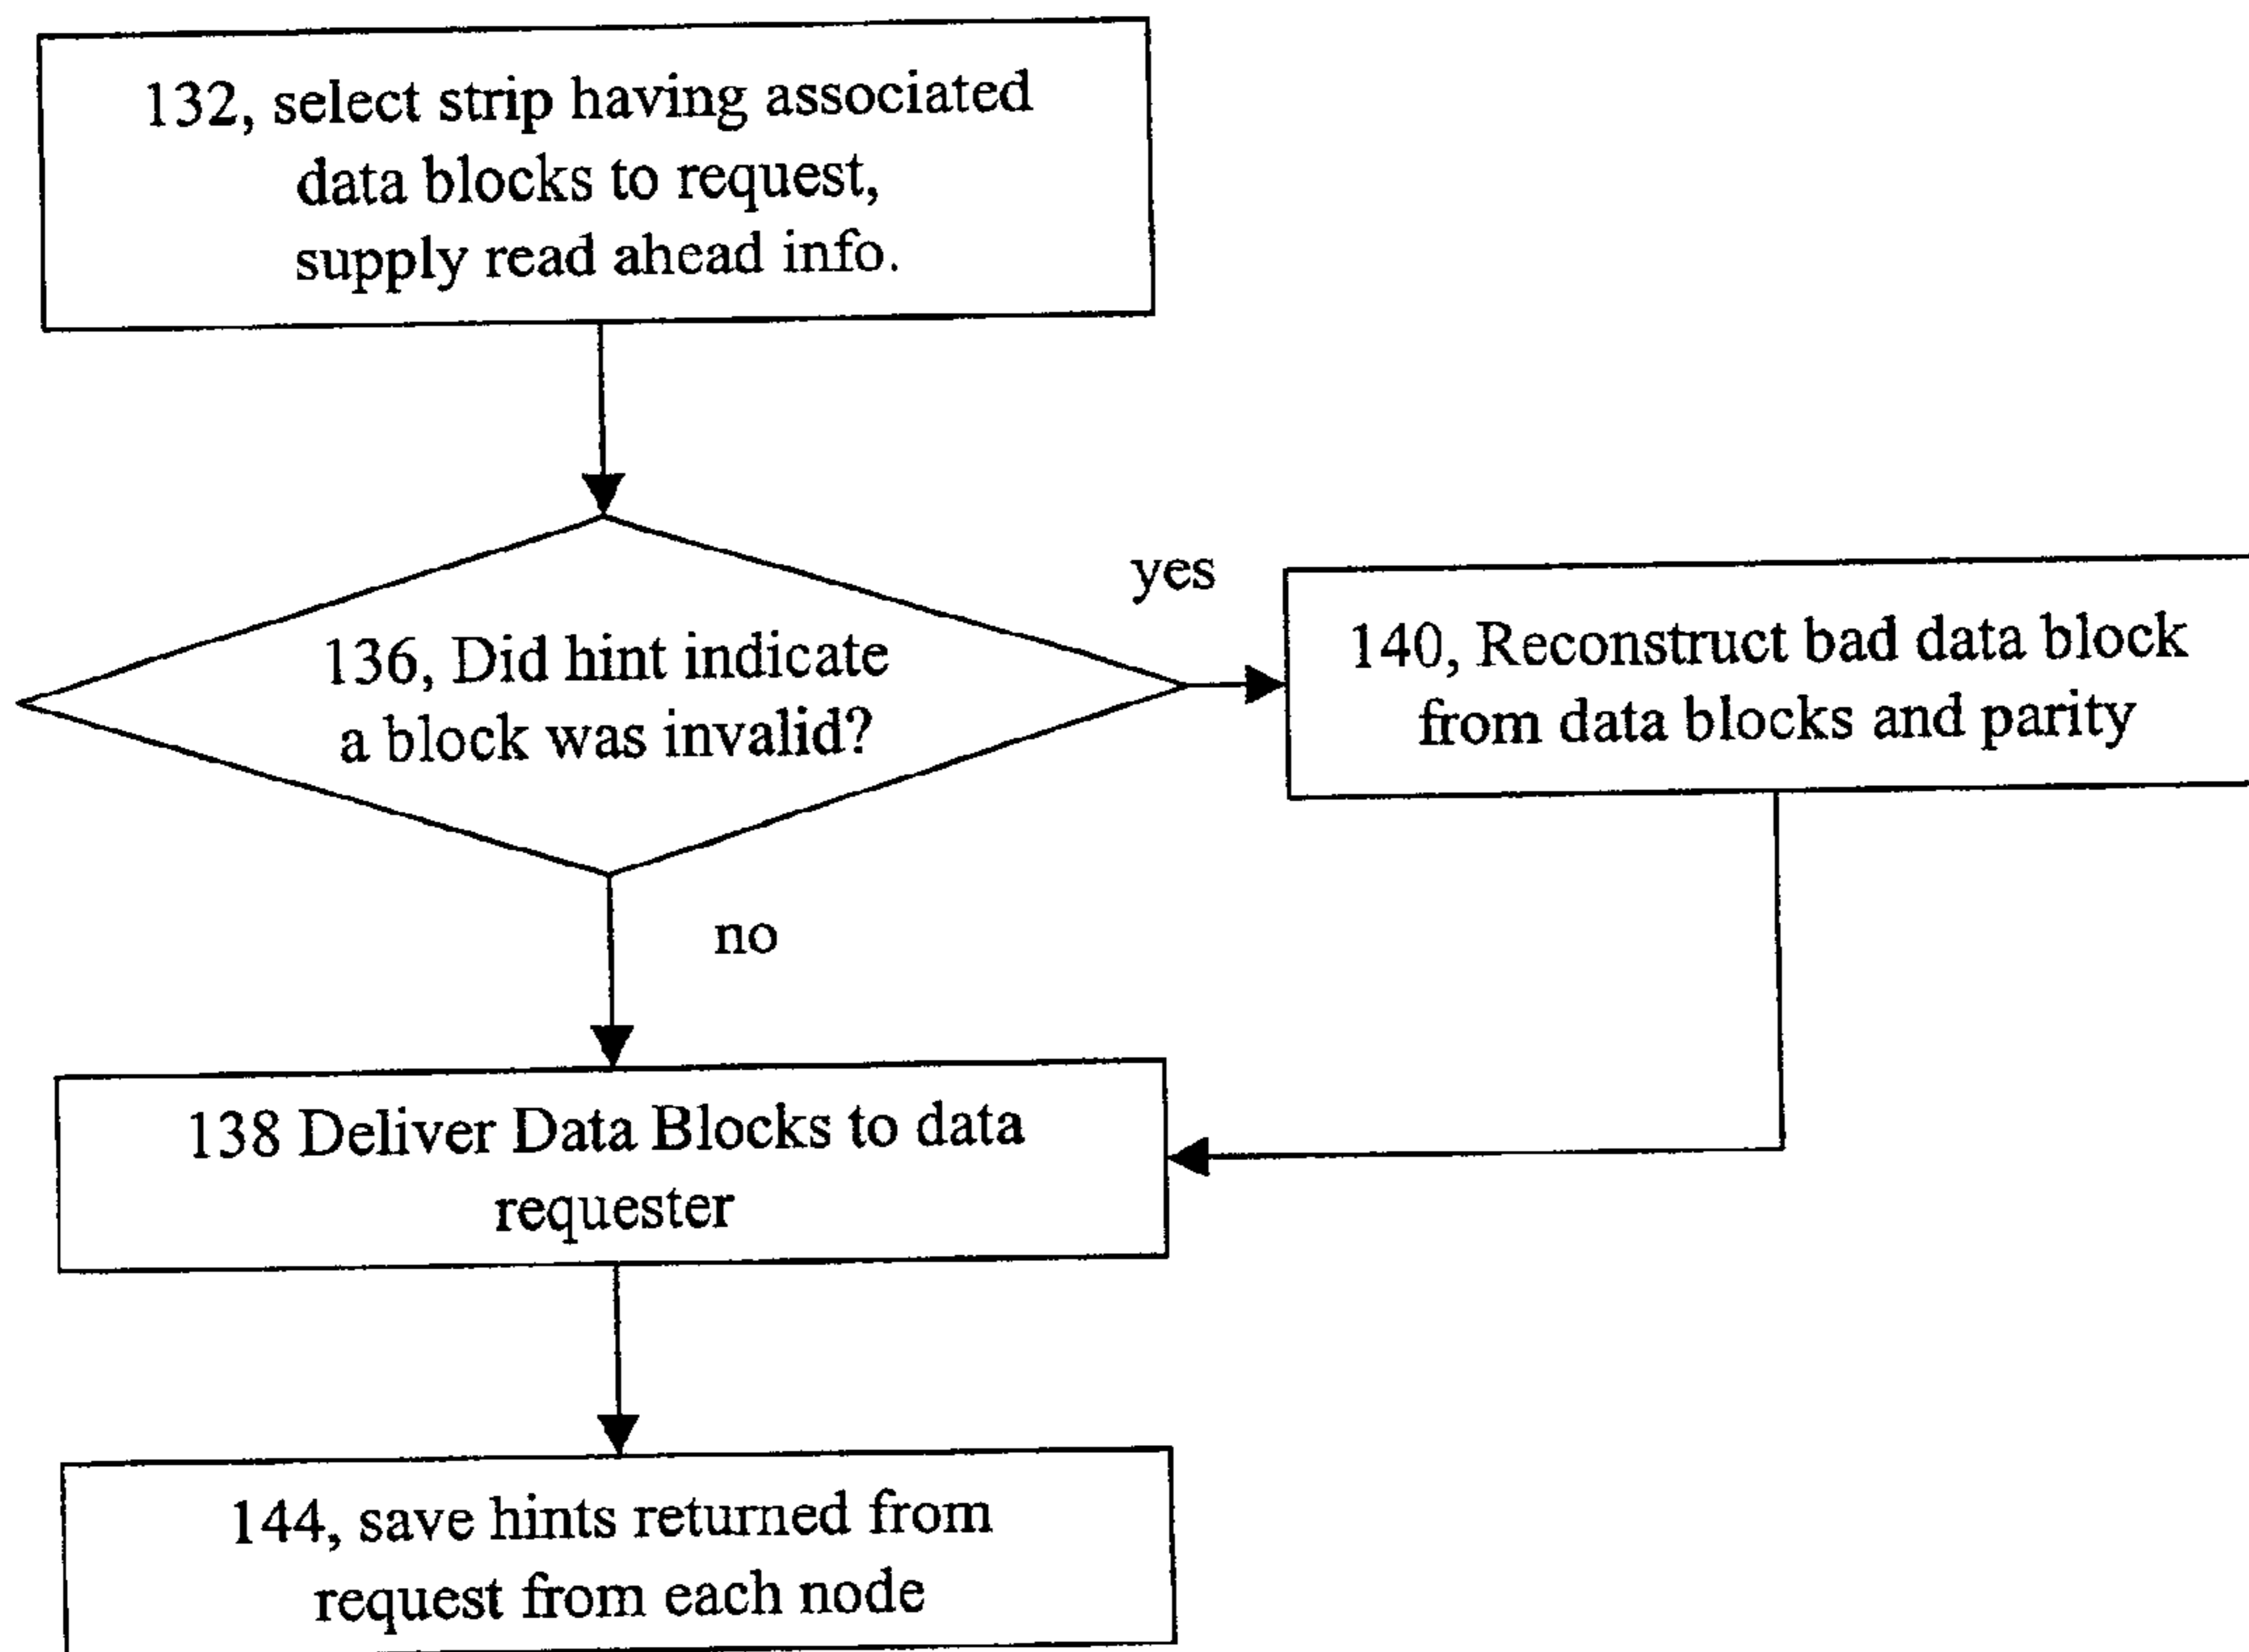 132, select strip having associated
data blocks to request,
supply read ahead info.
136, Did hint indicate
a block was invalid?
yes
140, Reconstruct bad data block
from data blocks and parity
no
138 Deliver Data Blocks to data
requester
144, save hints returned from
request from each node